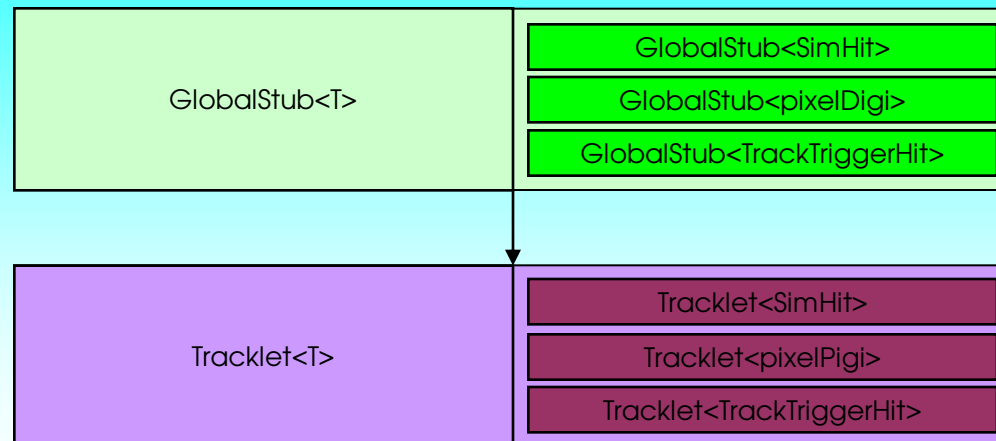 GlobalStub<T>
GlobalStub<SimHit>
GlobalStub<pixelDigi>
GlobalStub<TrackTriggerHit>
Tracklet<T>
Tracklet<SimHit>
Tracklet<pixelPigi>
Tracklet<TrackTriggerHit>